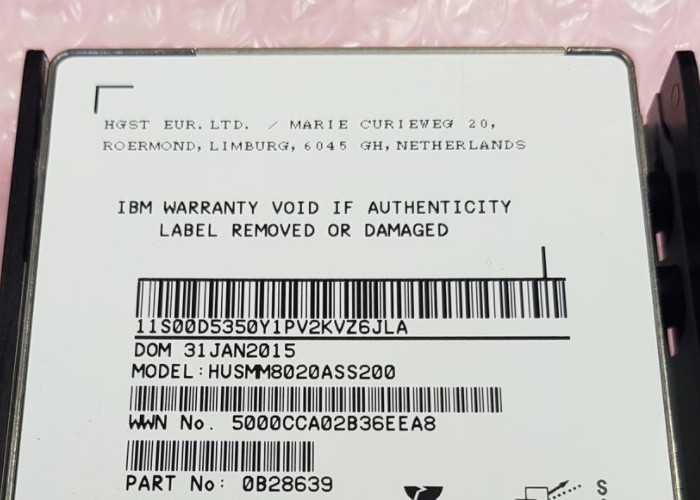 HGST EUR. LTD. / MARIE CURIEWEG 20,
ROERMOND, LIMBURG, 6045 GH, NETHERLANDS
IBM WARRANTY VOID IF AUTHENTICITY
LABEL REMOVED OR DAMAGED
11S00D5350Y1PV2KVZ6JLA
DOM 31JAN2015
MODEL:HUSMM8020ASS200
WWN No. 5000CCA02B36EEA8
PART No: 0B28639
S